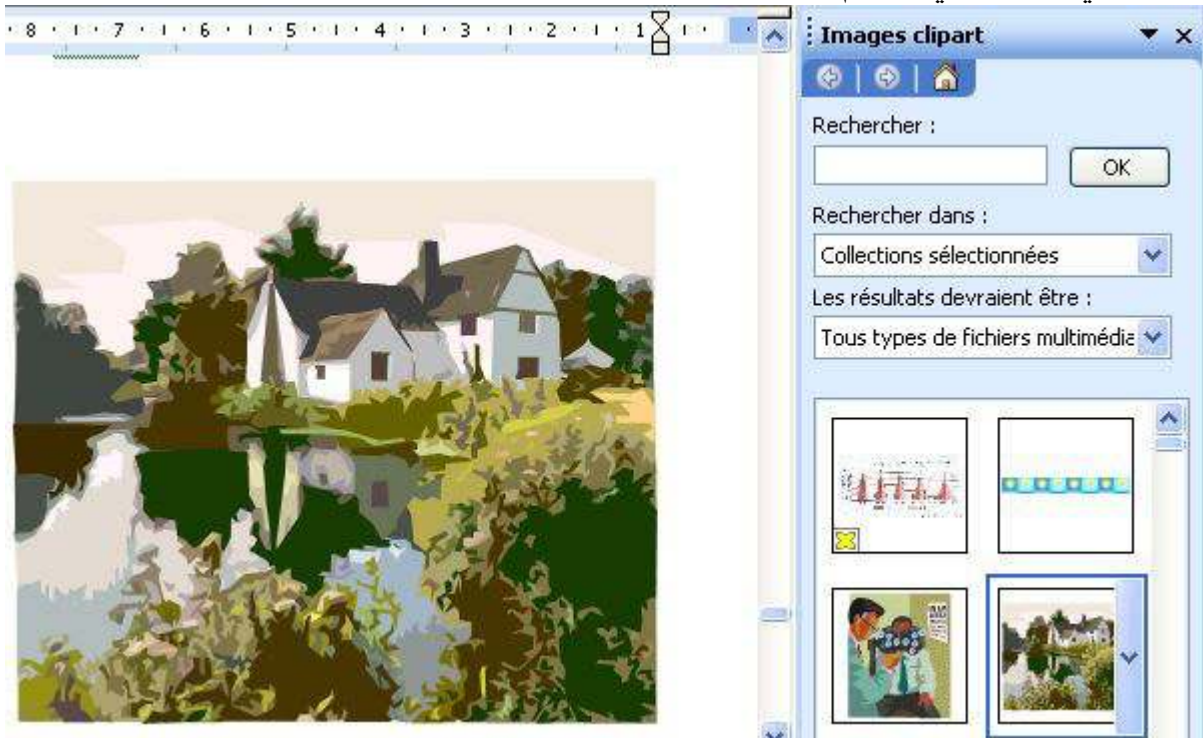 8 7 6 5 4 3 2 1
Images clipart
Rechercher :
OK
Rechercher dans :
Collections sélectionnées
Les résultats devraient être :
Tous types de fichiers multimédia